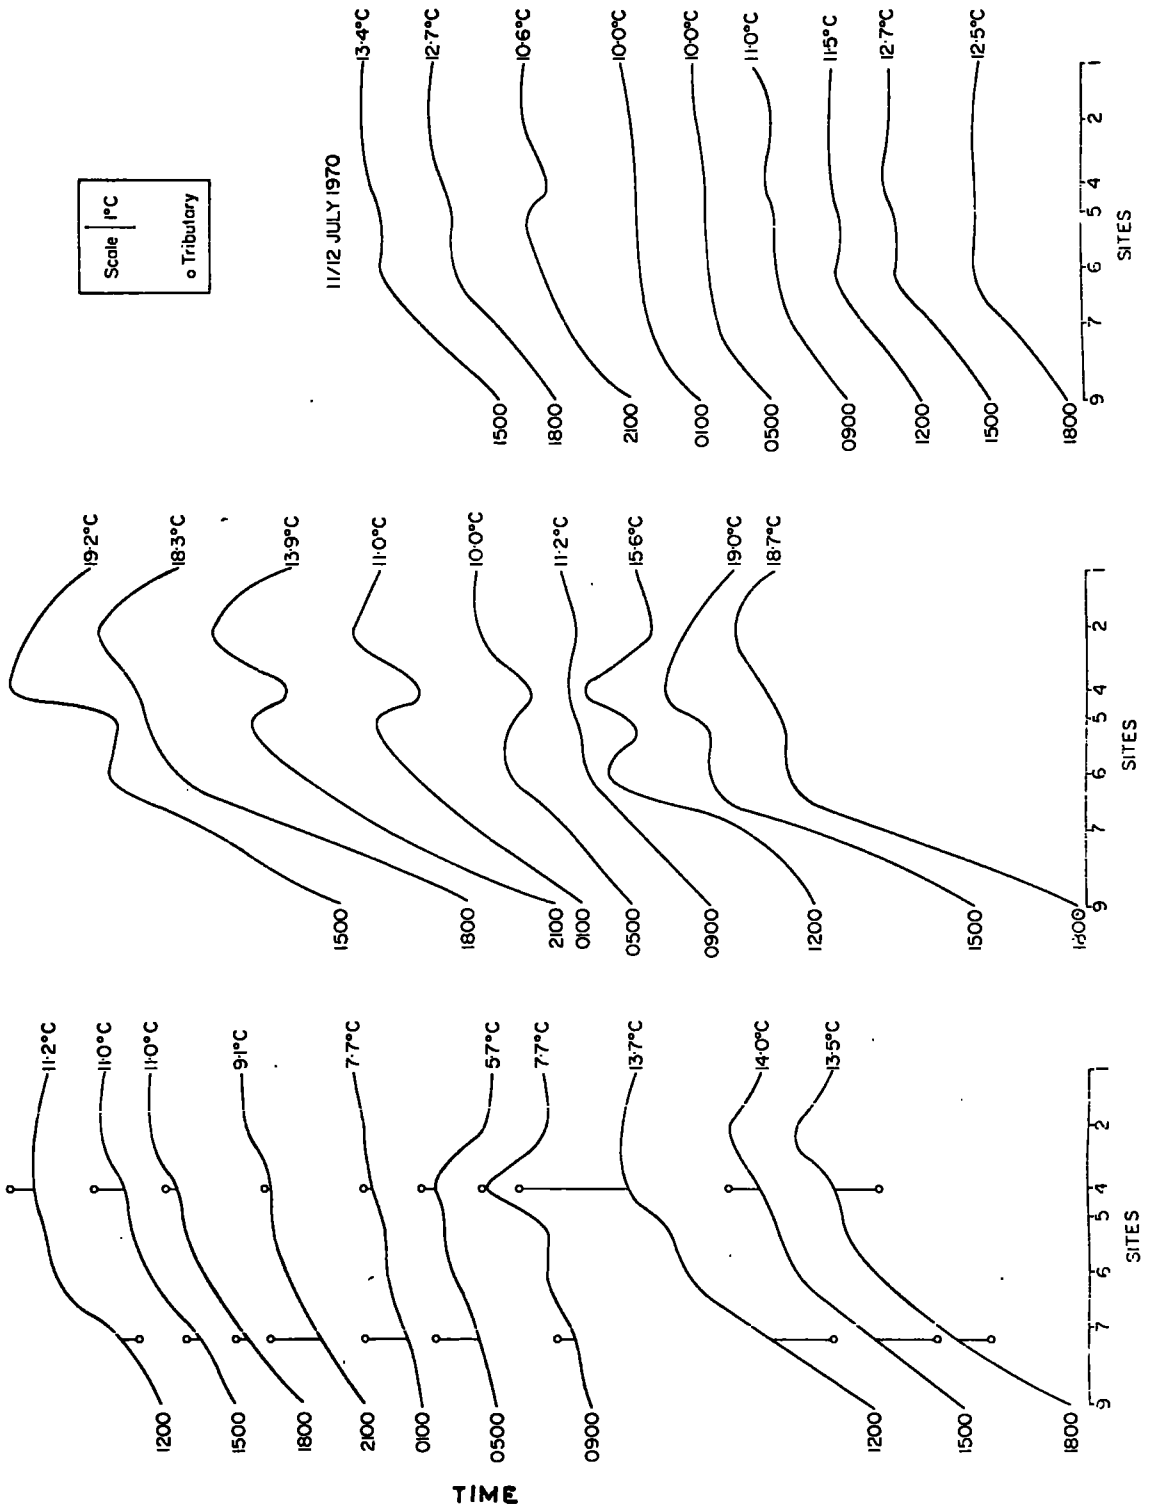 Scale 1°C
o Tributary
11/12 JULY 1970
13·4°C
12·7°C
10·6°C
10·0°C
10·0°C
11·0°C
11·5°C
12·7°C
12·5°C
1500
1800
2100
0100
0500
0900
1200
1500
1800
9 7 6 5 4 2 1
SITES
19·2°C
18·3°C
13·9°C
11·0°C
10·0°C
11·2°C
15·6°C
19·0°C
18·7°C
1500
1800
2100
0100
0500
0900
1200
1500
1800
9 7 6 5 4 2 1
SITES
11·2°C
11·0°C
11·0°C
9·1°C
7·7°C
5·7°C
7·7°C
13·7°C
14·0°C
13·5°C
1200
1500
1800
2100
0100
0500
0900
1200
1500
1800
9 7 6 5 4 2 1
SITES
TIME